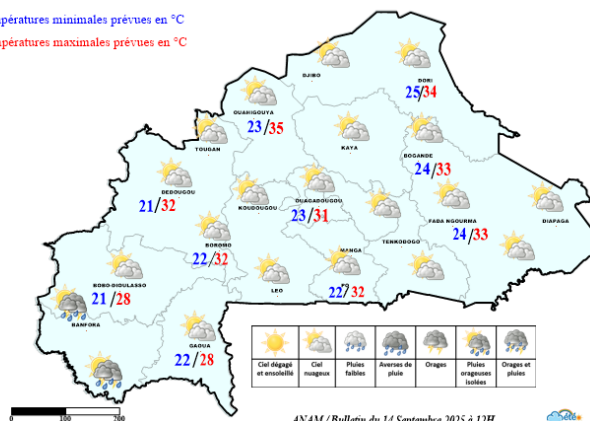 pératures minimales prévues en °C
pératures maximales prévues en °C
DJIBO
DORI
25/34
OUAHIGOUYA
23/35
TOUGAN
KAYA
BOGANDE
24/33
DEDOUGOU
21/32
KOUDOUGOU
OUAGADOUGOU
23/31
FADA NGOURMA
24/33
DIAPAGA
BOROMO
22/32
TENKODOGO
MANGA
PO
22/32
LEO
BOBO-DIOULASSO
21/28
BANFORA
GAOUA
22/28
Ciel dégagé et ensoleillé
Ciel nuageux
Pluies faibles
Averses de pluie
Orages
Pluies orageuses isolées
Orages et pluies
0 100 200
ANAM / Bulletin du 14 Septembre 2025 à 12H